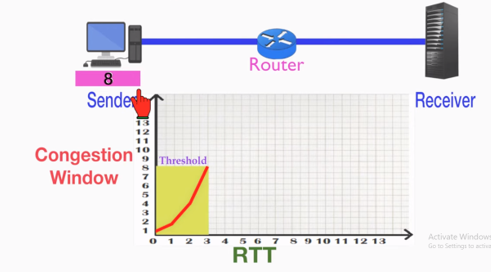 Router
8
Sender
Receiver
13
12
11
10
9
8
7
6
5
4
3
2
1
Threshold
Congestion
Window
0 1 2 3 4 5 6 7 8 9 10 11 12 13
RTT
Activate Windows
Go to Settings to activate